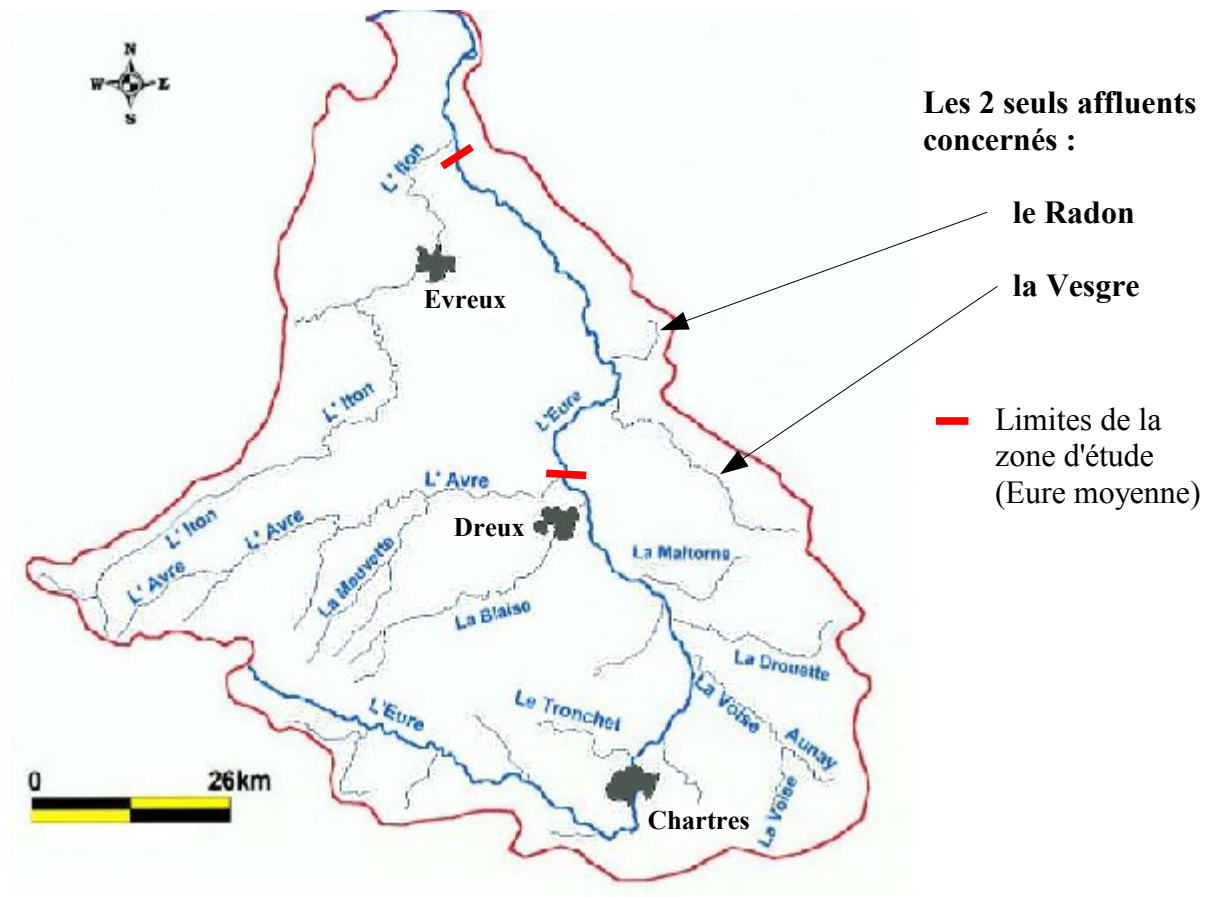 N
W E
S
Les 2 seuls affluents
concernés :
le Radon
la Vesgre
Limites de la
zone d'étude
(Eure moyenne)
L' Iton
Evreux
L' Iton
L'Eure
L' Avre
Dreux
L' Iton
L' Avre
L' Avre
La Meuvette
La Blaise
La Maltorne
La Drouette
La Voise
Aunay
La Voise
L'Eure
Le Tronchet
Chartres
0 26km